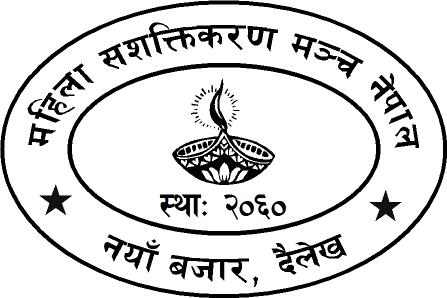 महिला सशक्तिकरण मञ्च नेपाल
स्थाः २०६०
नयाँ बजार, दैलेख